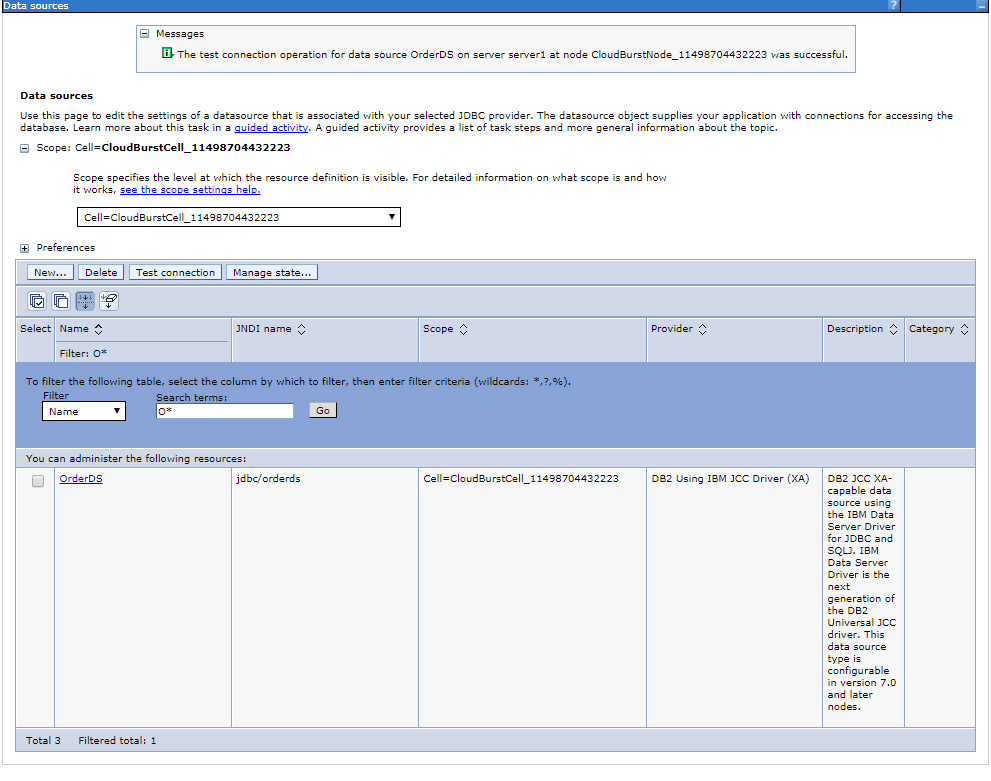 Data sources
?
Messages
The test connection operation for data source OrderDS on server server1 at node CloudBurstNode_11498704432223 was successful.
Data sources
Use this page to edit the settings of a datasource that is associated with your selected JDBC provider. The datasource object supplies your application with connections for accessing the
database. Learn more about this task in a guided activity. A guided activity provides a list of task steps and more general information about the topic.
Scope: Cell=CloudBurstCell_11498704432223
Scope specifies the level at which the resource definition is visible. For detailed information on what scope is and how
it works, see the scope settings help.
Cell=CloudBurstCell_11498704432223
Preferences
New... Delete Test connection Manage state...
Select Name JNDI name Scope Provider Description Category
Filter: O*
To filter the following table, select the column by which to filter, then enter filter criteria (wildcards: *,?,%).
Filter Search terms:
Name O* Go
You can administer the following resources:
OrderDS jdbc/orderds Cell=CloudBurstCell_11498704432223 DB2 Using IBM JCC Driver (XA) DB2 JCC XA-
capable data
source using
the IBM Data
Server Driver
for JDBC and
SQLJ. IBM
Data Server
Driver is the
next
generation of
the DB2
Universal JCC
driver. This
data source
type is
configurable
in version 7.0
and later
nodes.
Total 3 Filtered total: 1